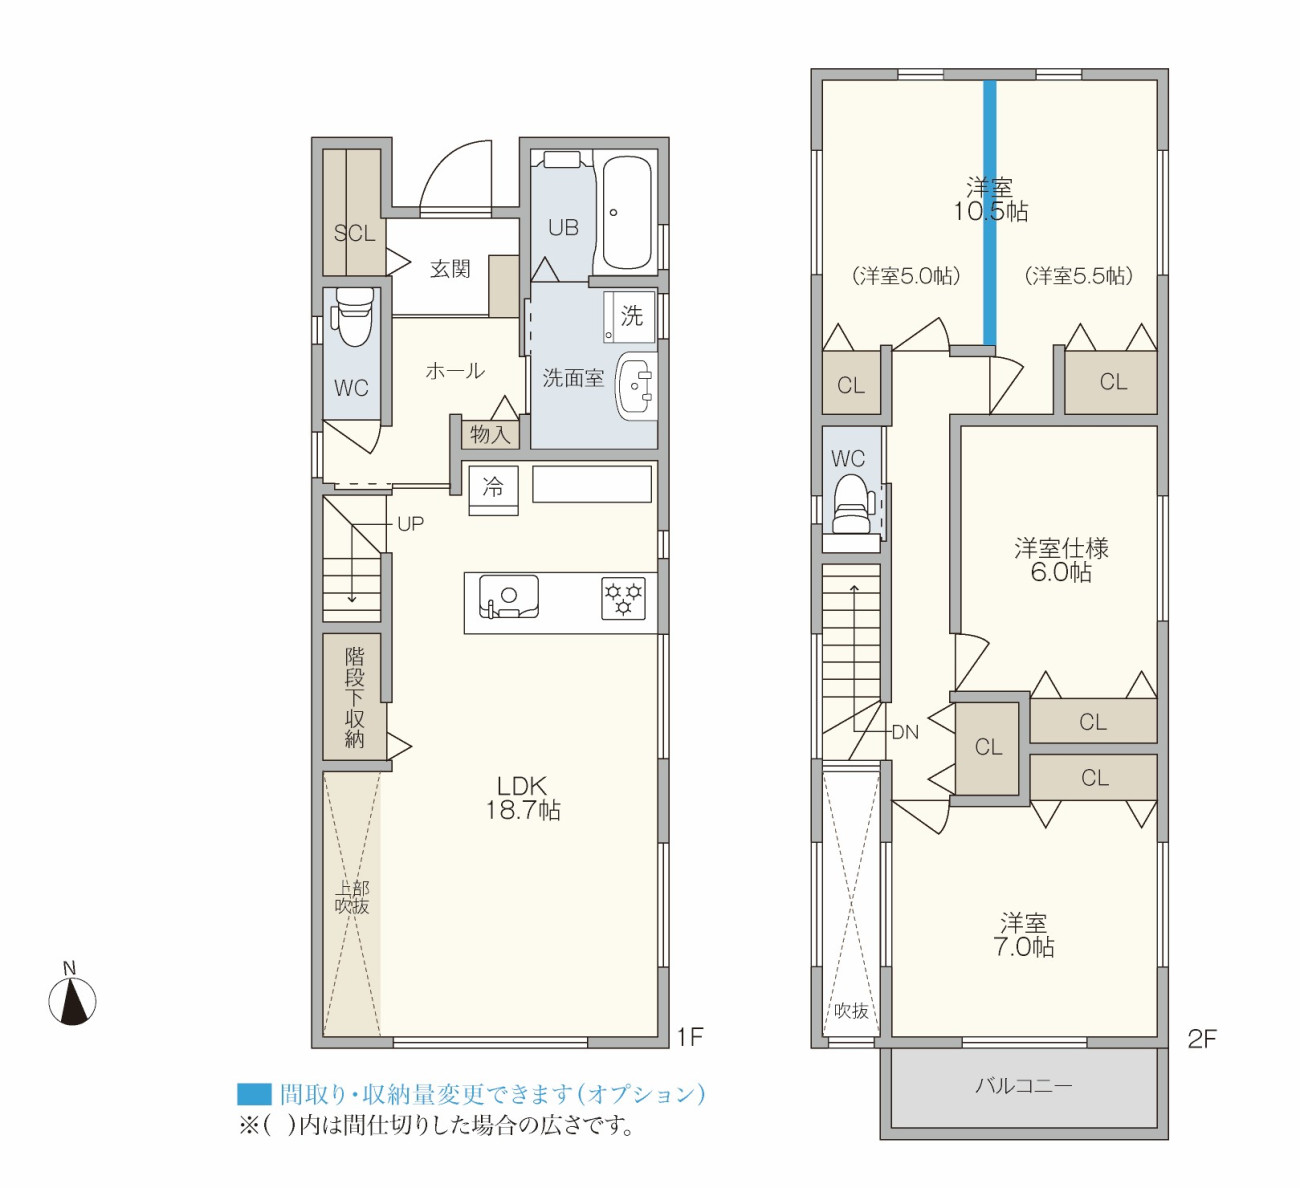 SCL
玄関
UB
洗
WC
ホール
洗面室
物入
冷
UP
階段下収納
LDK
18.7帖
上部
吹抜
1F
N
洋室
10.5帖
(洋室5.0帖)
(洋室5.5帖)
CL
CL
WC
洋室仕様
6.0帖
CL
DN
CL
CL
洋室
7.0帖
吹抜
2F
バルコニー
間取り・収納量変更できます(オプション)
※( )内は間仕切りした場合の広さです。